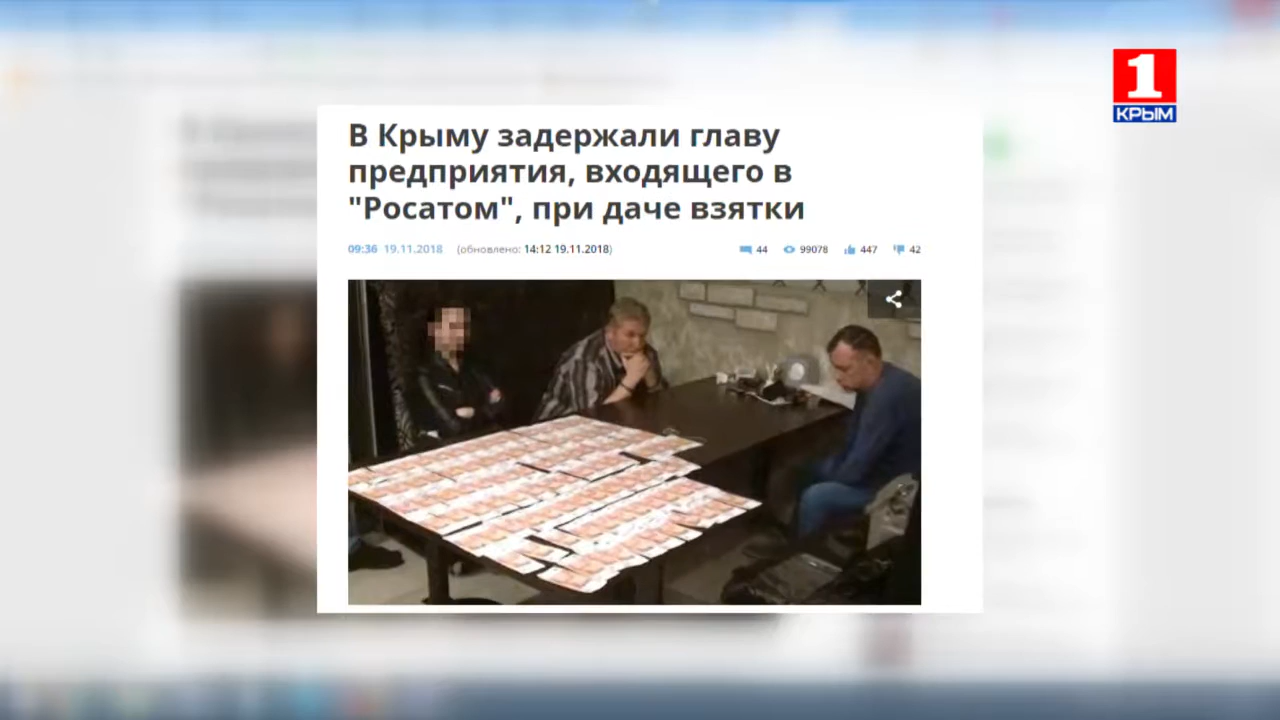 1
КРЫМ
В Крыму задержали главу
предприятия, входящего в
"Росатом", при даче взятки
09:36 19.11.2018 (обновлено: 14:12 19.11.2018) 44 99078 447 42